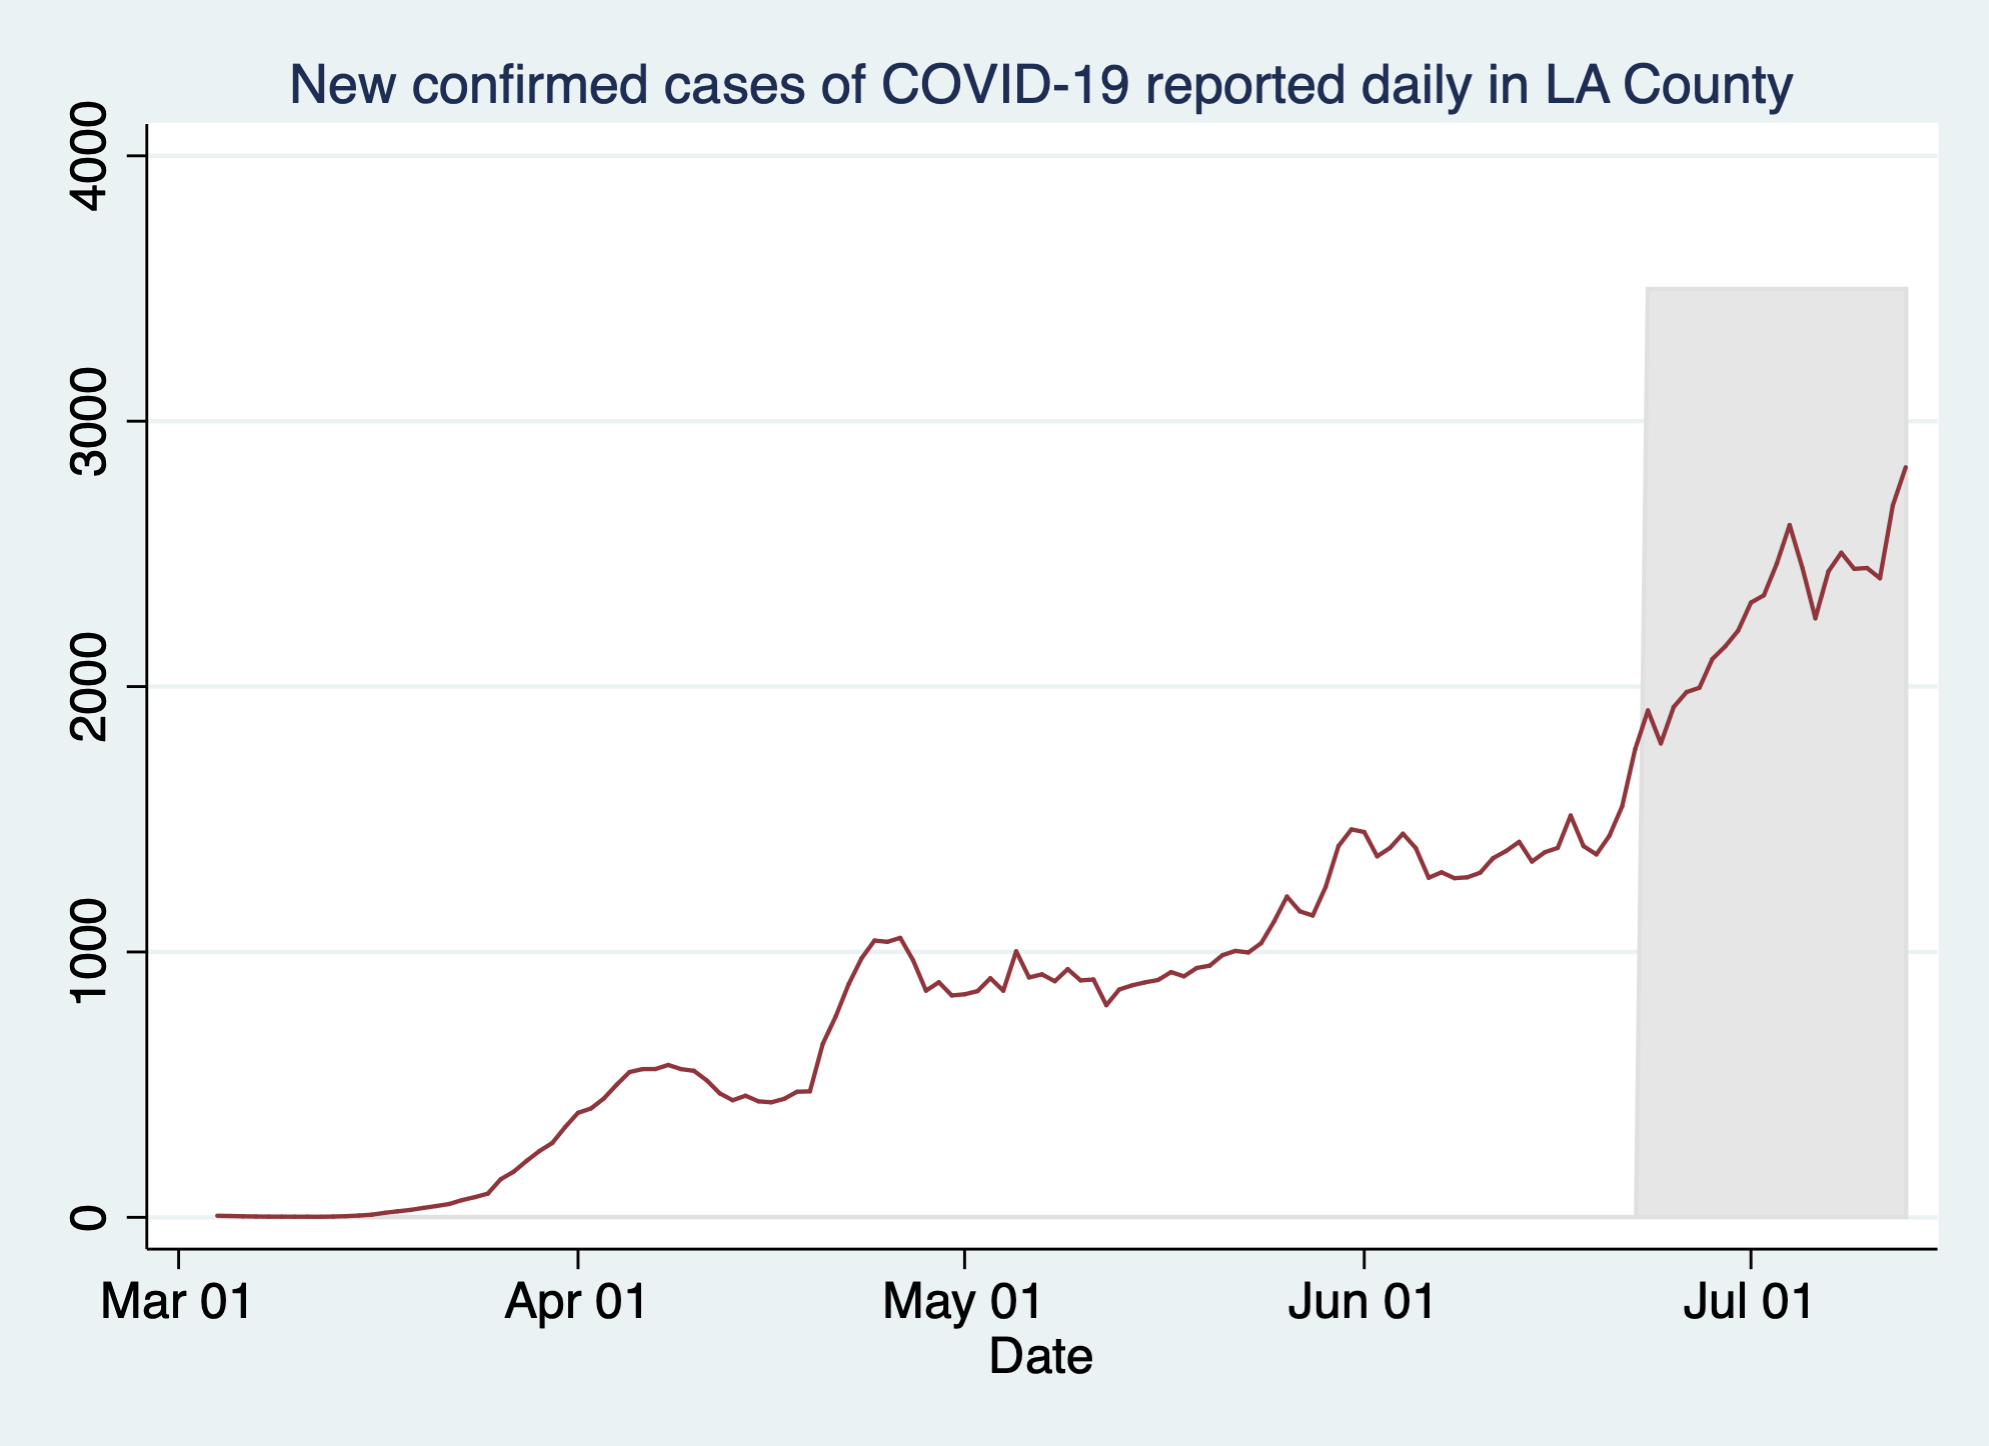 New confirmed cases of COVID-19 reported daily in LA County
4000
3000
2000
1000
0
Mar 01 Apr 01 May 01 Jun 01 Jul 01
Date